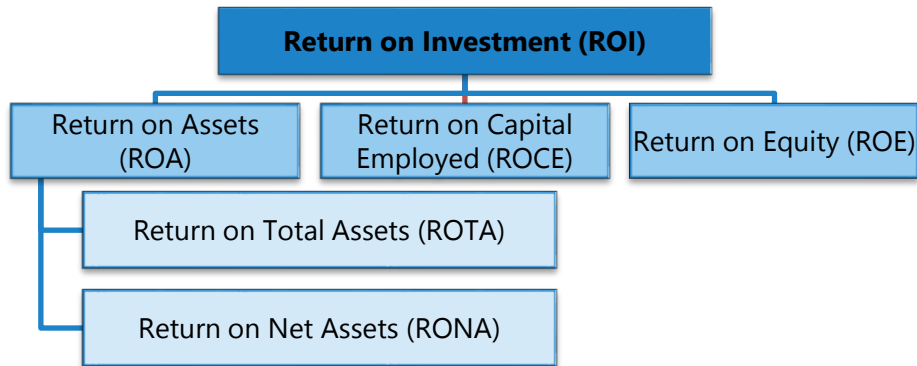 Return on Investment (ROI)
Return on Assets
(ROA)
Return on Capital
Employed (ROCE)
Return on Equity (ROE)
Return on Total Assets (ROTA)
Return on Net Assets (RONA)